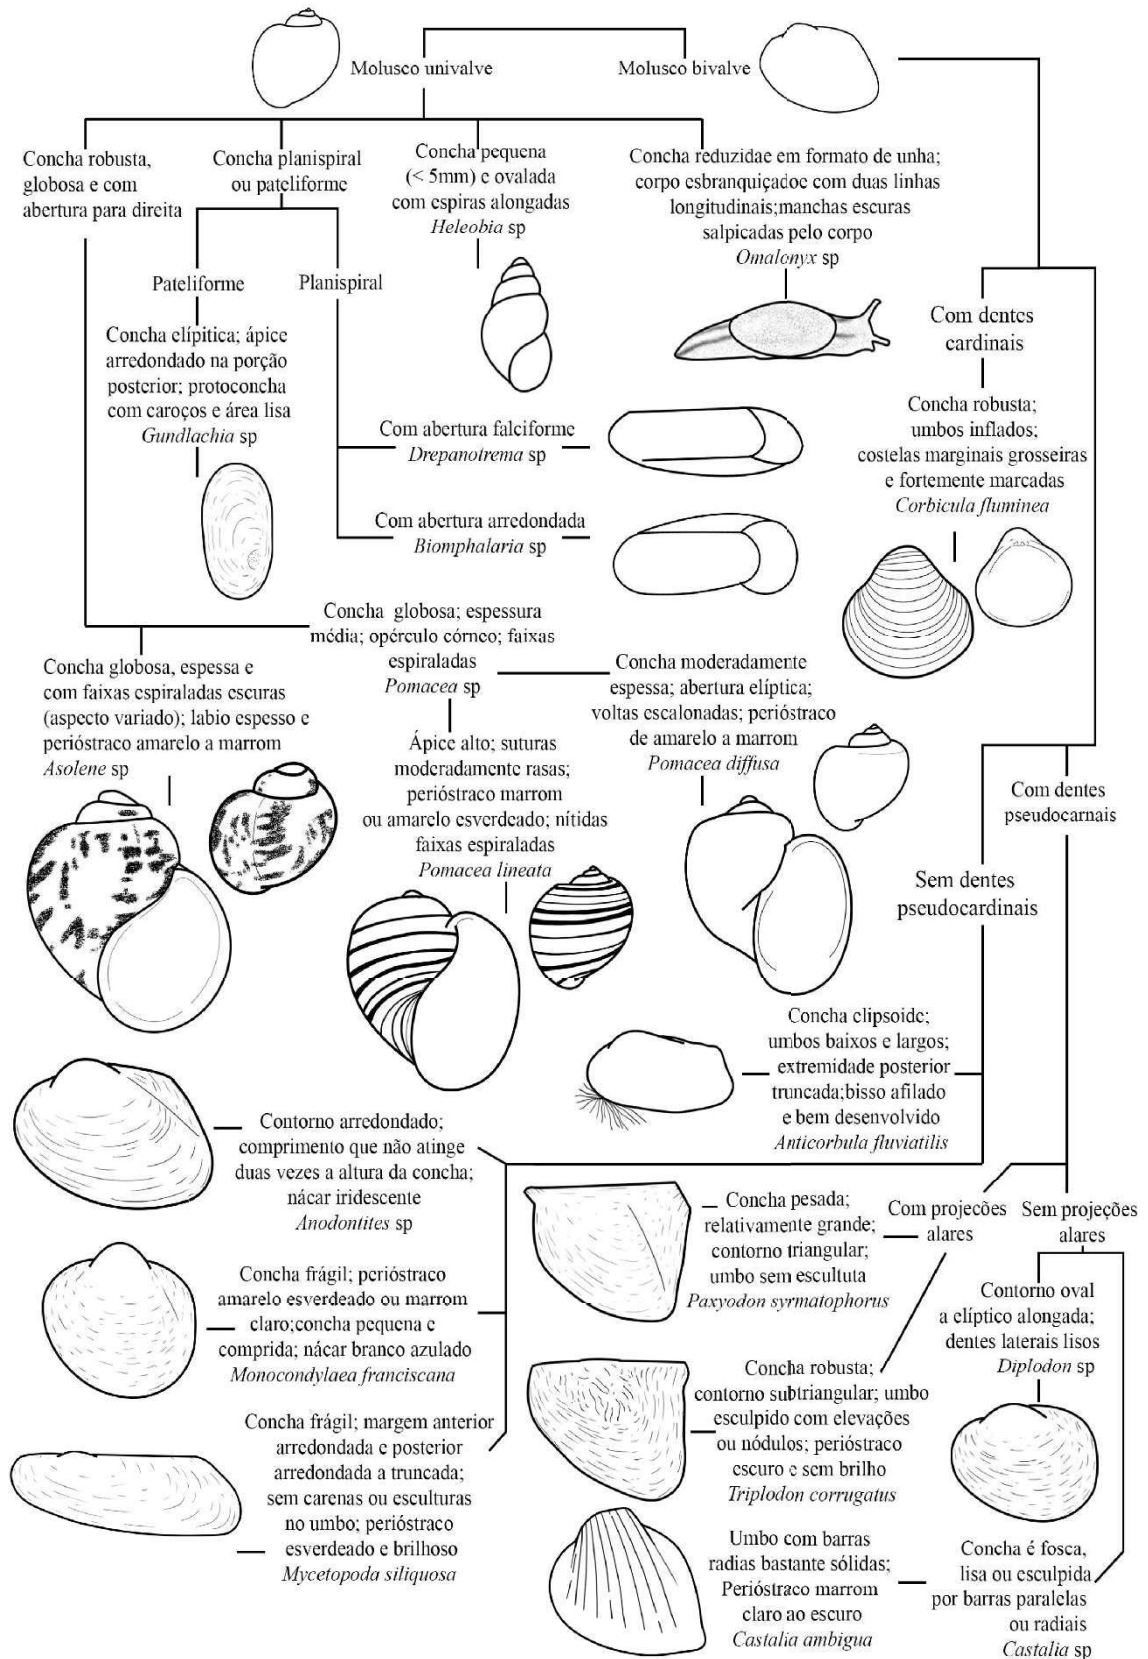 Molusco univalve
Molusco bivalve
Concha robusta,
globosa e com
abertura para direita
Concha planispiral
ou pateliforme
Concha pequena
(< 5mm) e ovalada
com espiras alongadas
Heleobia sp
Concha reduzidae em formato de unha;
corpo esbranquiçadoe com duas linhas
longitudinais;manchas escuras
salpicadas pelo corpo
Omalonyx sp
Pateliforme
Planispiral
Concha elípitica; ápice
arredondado na porção
posterior; protoconcha
com caroços e área lisa
Gundlachia sp
Com dentes
cardinais
Concha robusta;
umbos inflados;
costelas marginais grosseiras
e fortemente marcadas
Corbicula fluminea
Com abertura falciforme
Drepanotrema sp
Com abertura arredondada
Biomphalaria sp
Concha globosa; espessura
média; opérculo córneo; faixas
espiraladas
Pomacea sp
Concha globosa, espessa e
com faixas espiraladas escuras
(aspecto variado); labio espesso e
perióstraco amarelo a marrom
Asolene sp
Concha moderadamente
espessa; abertura elíptica;
voltas escalonadas; perióstraco
de amarelo a marrom
Pomacea diffusa
Ápice alto; suturas
moderadamente rasas;
perióstraco marrom
ou amarelo esverdeado; nítidas
faixas espiraladas
Pomacea lineata
Com dentes
pseudocarnais
Sem dentes
pseudocardinais
Concha elipsoide;
umbos baixos e largos;
extremidade posterior
truncada;bisso afilado
e bem desenvolvido
Anticorbula fluviatilis
Contorno arredondado;
comprimento que não atinge
duas vezes a altura da concha;
nácar iridescente
Anodontites sp
Concha pesada;
relativamente grande;
contorno triangular;
umbo sem escultuta
Paxyodon syrmatophorus
Com projecões
alares
Sem projeções
alares
Concha frágil; perióstraco
amarelo esverdeado ou marrom
claro;concha pequena e
comprida; nácar branco azulado
Monocondylaea franciscana
Contorno oval
a elíptico alongada;
dentes laterais lisos
Diplodon sp
Concha robusta;
contorno subtriangular; umbo
esculpido com elevações
ou nódulos; perióstraco
escuro e sem brilho
Triplodon corrugatus
Concha frágil; margem anterior
arredondada e posterior
arredondada a truncada;
sem carenas ou esculturas
no umbo; perióstraco
esverdeado e brilhoso
Mycetopoda siliquosa
Umbo com barras
radias bastante sólidas;
Perióstraco marrom
claro ao escuro
Castalia ambigua
Concha é fosca,
lisa ou esculpida
por barras paralelas
ou radiais
Castalia sp